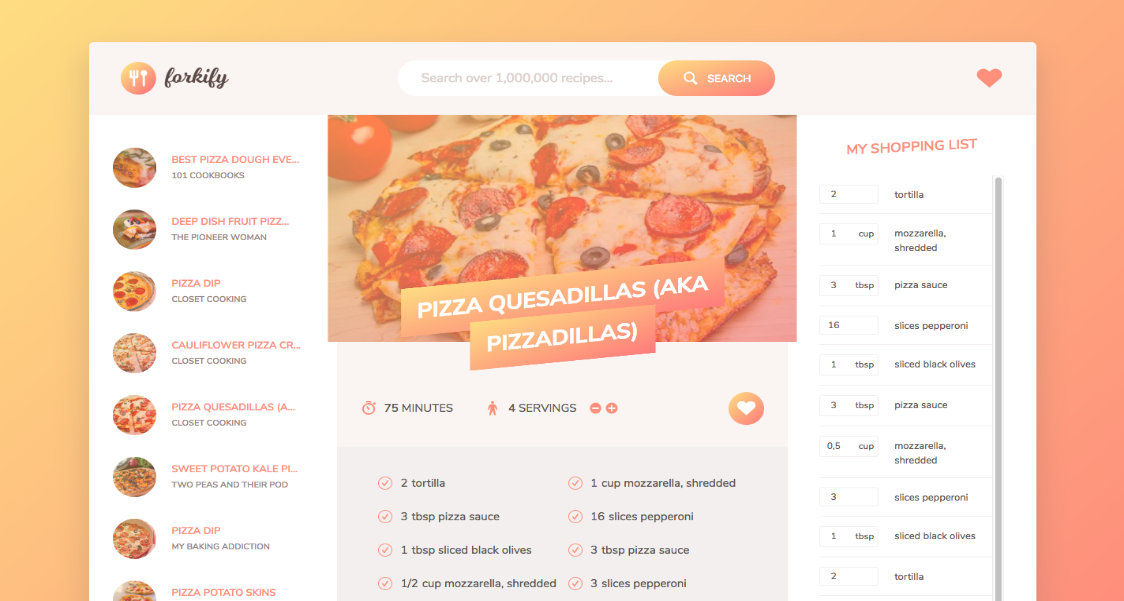 forkify
Search over 1,000,000 recipes...
SEARCH
BEST PIZZA DOUGH EVE...
101 COOKBOOKS
DEEP DISH FRUIT PIZZ...
THE PIONEER WOMAN
PIZZA DIP
CLOSET COOKING
CAULIFLOWER PIZZA CR...
CLOSET COOKING
PIZZA QUESADILLAS (A...
CLOSET COOKING
SWEET POTATO KALE PI...
TWO PEAS AND THEIR POD
PIZZA DIP
MY BAKING ADDICTION
PIZZA POTATO SKINS
PIZZA QUESADILLAS (AKA
PIZZADILLAS)
75 MINUTES
4 SERVINGS
2 tortilla
1 cup mozzarella, shredded
3 tbsp pizza sauce
16 slices pepperoni
1 tbsp sliced black olives
3 tbsp pizza sauce
1/2 cup mozzarella, shredded
3 slices pepperoni
MY SHOPPING LIST
2 tortilla
1 cup mozzarella,
shredded
3 tbsp pizza sauce
16 slices pepperoni
1 tbsp sliced black olives
3 tbsp pizza sauce
0,5 cup mozzarella,
shredded
3 slices pepperoni
1 tbsp sliced black olives
2 tortilla